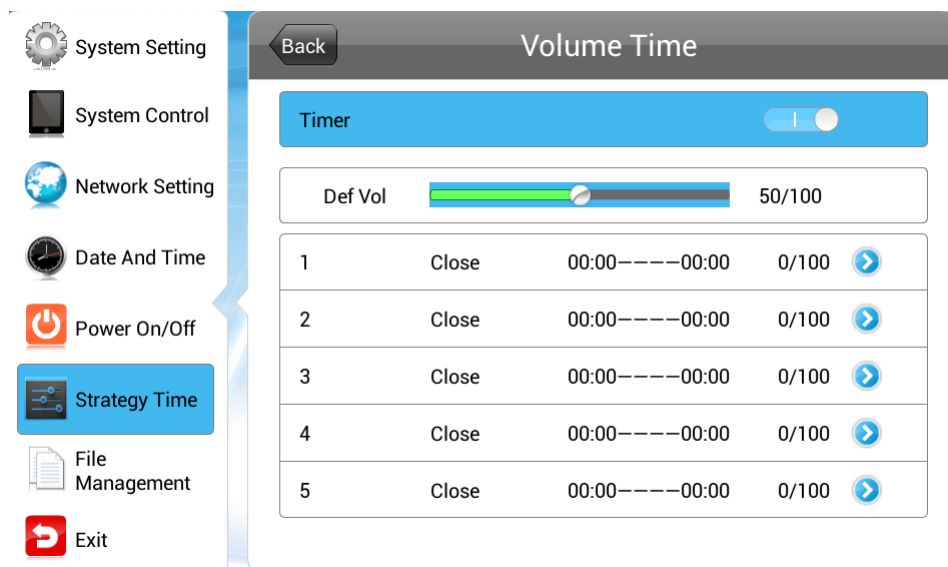 System Setting
System Control
Network Setting
Date And Time
Power On/Off
Strategy Time
File
Management
Exit
Back
Volume Time
Timer
Def Vol 50/100
1 Close 00:00----00:00 0/100
2 Close 00:00----00:00 0/100
3 Close 00:00----00:00 0/100
4 Close 00:00----00:00 0/100
5 Close 00:00----00:00 0/100